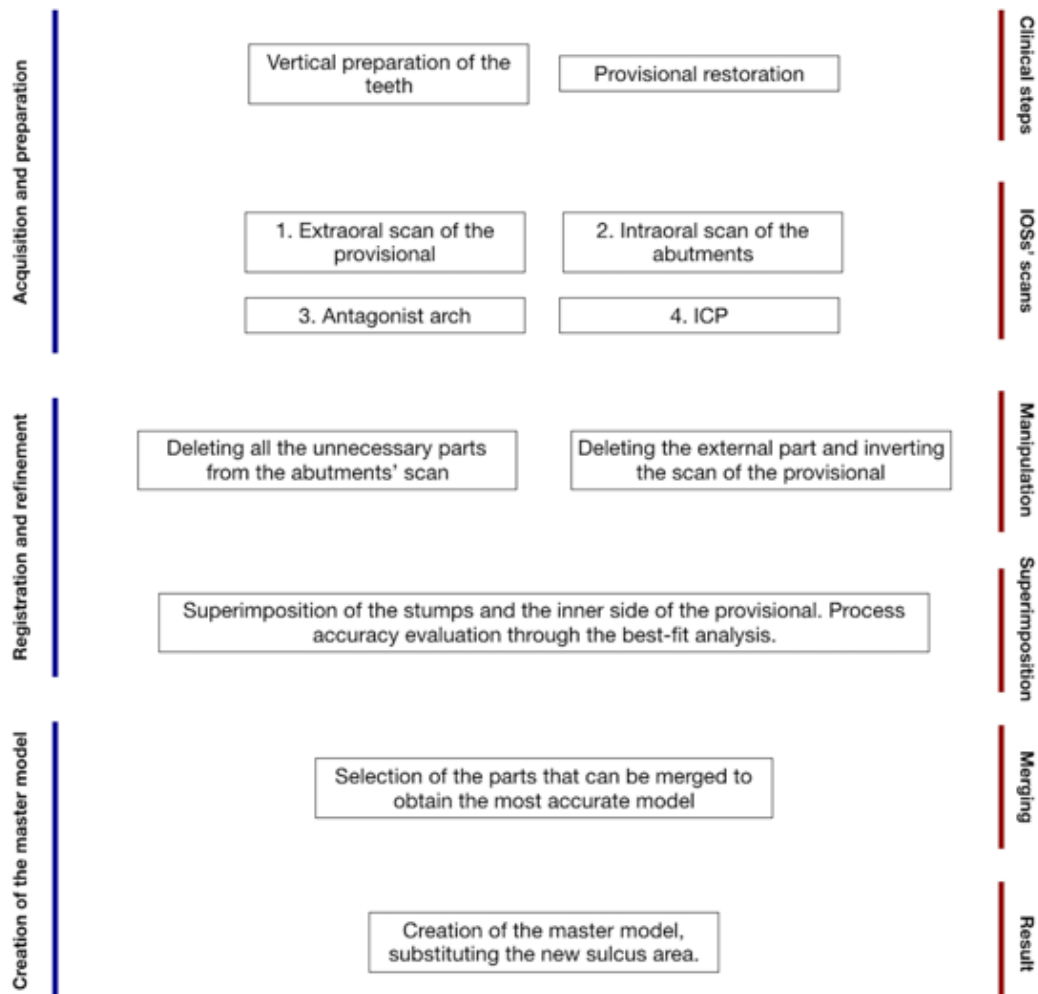 Acquisition and preparation
Clinical steps
Vertical preparation of the
teeth
Provisional restoration
IOSs' scans
1. Extraoral scan of the
provisional
2. Intraoral scan of the
abutments
3. Antagonist arch
4. ICP
Registration and refinement
Manipulation
Deleting all the unnecessary parts
from the abutments' scan
Deleting the external part and inverting
the scan of the provisional
Superimposition
Superimposition of the stumps and the inner side of the provisional. Process
accuracy evaluation through the best-fit analysis.
Creation of the master model
Merging
Selection of the parts that can be merged to
obtain the most accurate model
Result
Creation of the master model,
substituting the new sulcus area.